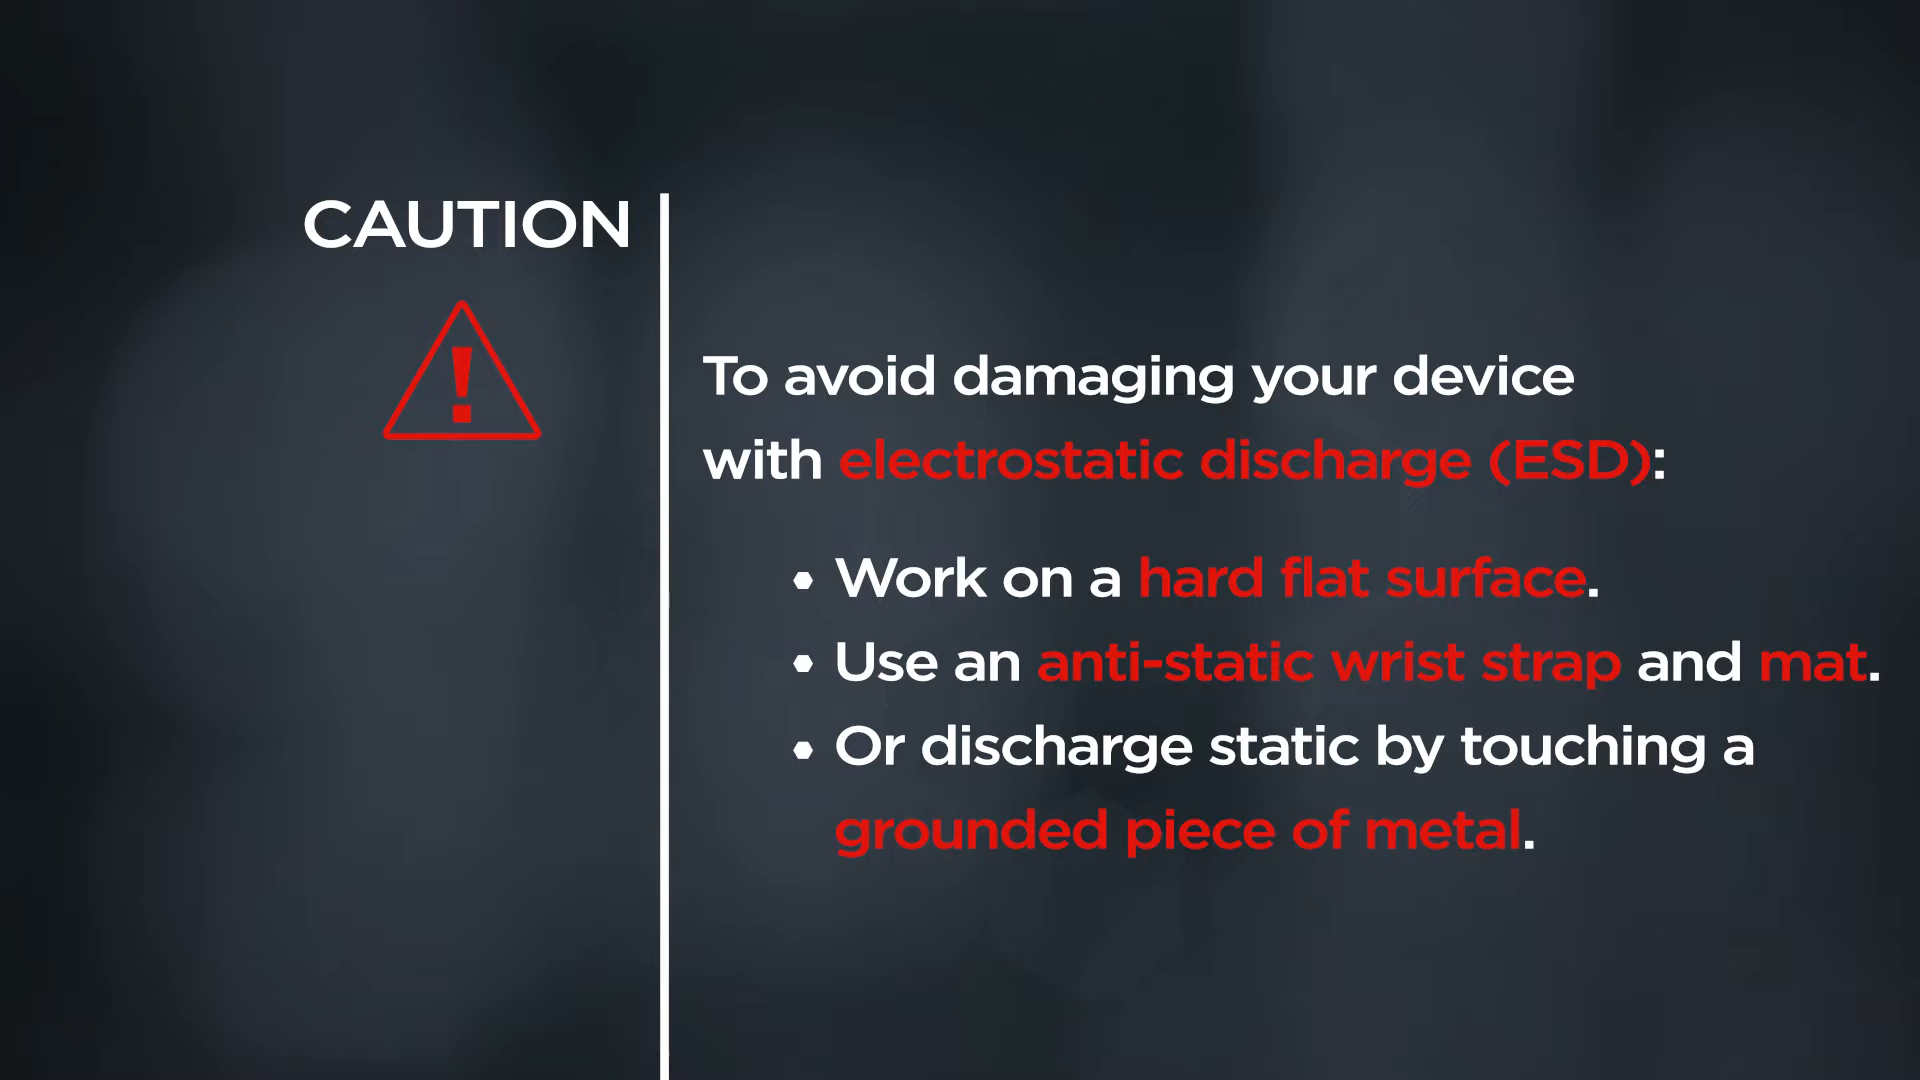 CAUTION
!
To avoid damaging your device
with electrostatic discharge (ESD):
• Work on a hard flat surface.
• Use an anti-static wrist strap and mat.
• Or discharge static by touching a
grounded piece of metal.